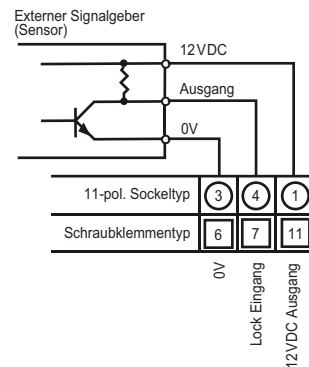 Externer Signalgeber
(Sensor)
12VDC
Ausgang
0V
11-pol. Sockeltyp 3 4 1
Schraubklemmentyp 6 7 11
0V
Lock Eingang
12VDC Ausgang